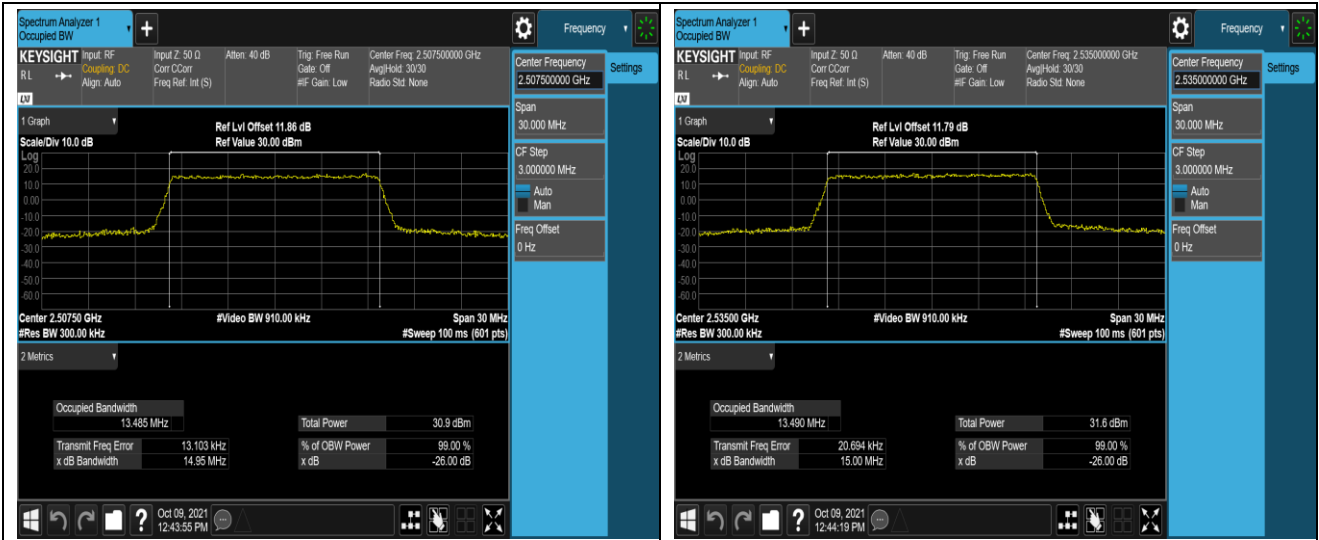 Spectrum Analyzer 1
Occupied BW
Frequency
KEYSIGHT Input: RF Input Z: 50 Ω Atten: 40 dB Trig: Free Run Center Freq: 2.507500000 GHz
Coupling: DC Corr CCorr Gate: Off Avg|Hold: 30/30
RL Align: Auto Freq Ref: Int (S) #IF Gain: Low Radio Std: None
LXI
Center Frequency
2.507500000 GHz
Settings
Span
30.000 MHz
CF Step
3.000000 MHz
Auto
Man
Freq Offset
0 Hz
1 Graph
Ref Lvl Offset 11.86 dB
Scale/Div 10.0 dB Ref Value 30.00 dBm
Log
20.0
10.0
0.00
-10.0
-20.0
-30.0
-40.0
-50.0
-60.0
Center 2.50750 GHz #Video BW 910.00 kHz Span 30 MHz
#Res BW 300.00 kHz #Sweep 100 ms (601 pts)
2 Metrics
Occupied Bandwidth
13.485 MHz Total Power 30.9 dBm
Transmit Freq Error 13.103 kHz % of OBW Power 99.00 %
x dB Bandwidth 14.95 MHz x dB -26.00 dB
Oct 09, 2021
12:43:55 PM
Spectrum Analyzer 1
Occupied BW
Frequency
KEYSIGHT Input: RF Input Z: 50 Ω Atten: 40 dB Trig: Free Run Center Freq: 2.535000000 GHz
Coupling: DC Corr CCorr Gate: Off Avg|Hold: 30/30
RL Align: Auto Freq Ref: Int (S) #IF Gain: Low Radio Std: None
LXI
Center Frequency
2.535000000 GHz
Settings
Span
30.000 MHz
CF Step
3.000000 MHz
Auto
Man
Freq Offset
0 Hz
1 Graph
Ref Lvl Offset 11.79 dB
Scale/Div 10.0 dB Ref Value 30.00 dBm
Log
20.0
10.0
0.00
-10.0
-20.0
-30.0
-40.0
-50.0
-60.0
Center 2.53500 GHz #Video BW 910.00 kHz Span 30 MHz
#Res BW 300.00 kHz #Sweep 100 ms (601 pts)
2 Metrics
Occupied Bandwidth
13.490 MHz Total Power 31.6 dBm
Transmit Freq Error 20.694 kHz % of OBW Power 99.00 %
x dB Bandwidth 15.00 MHz x dB -26.00 dB
Oct 09, 2021
12:44:19 PM